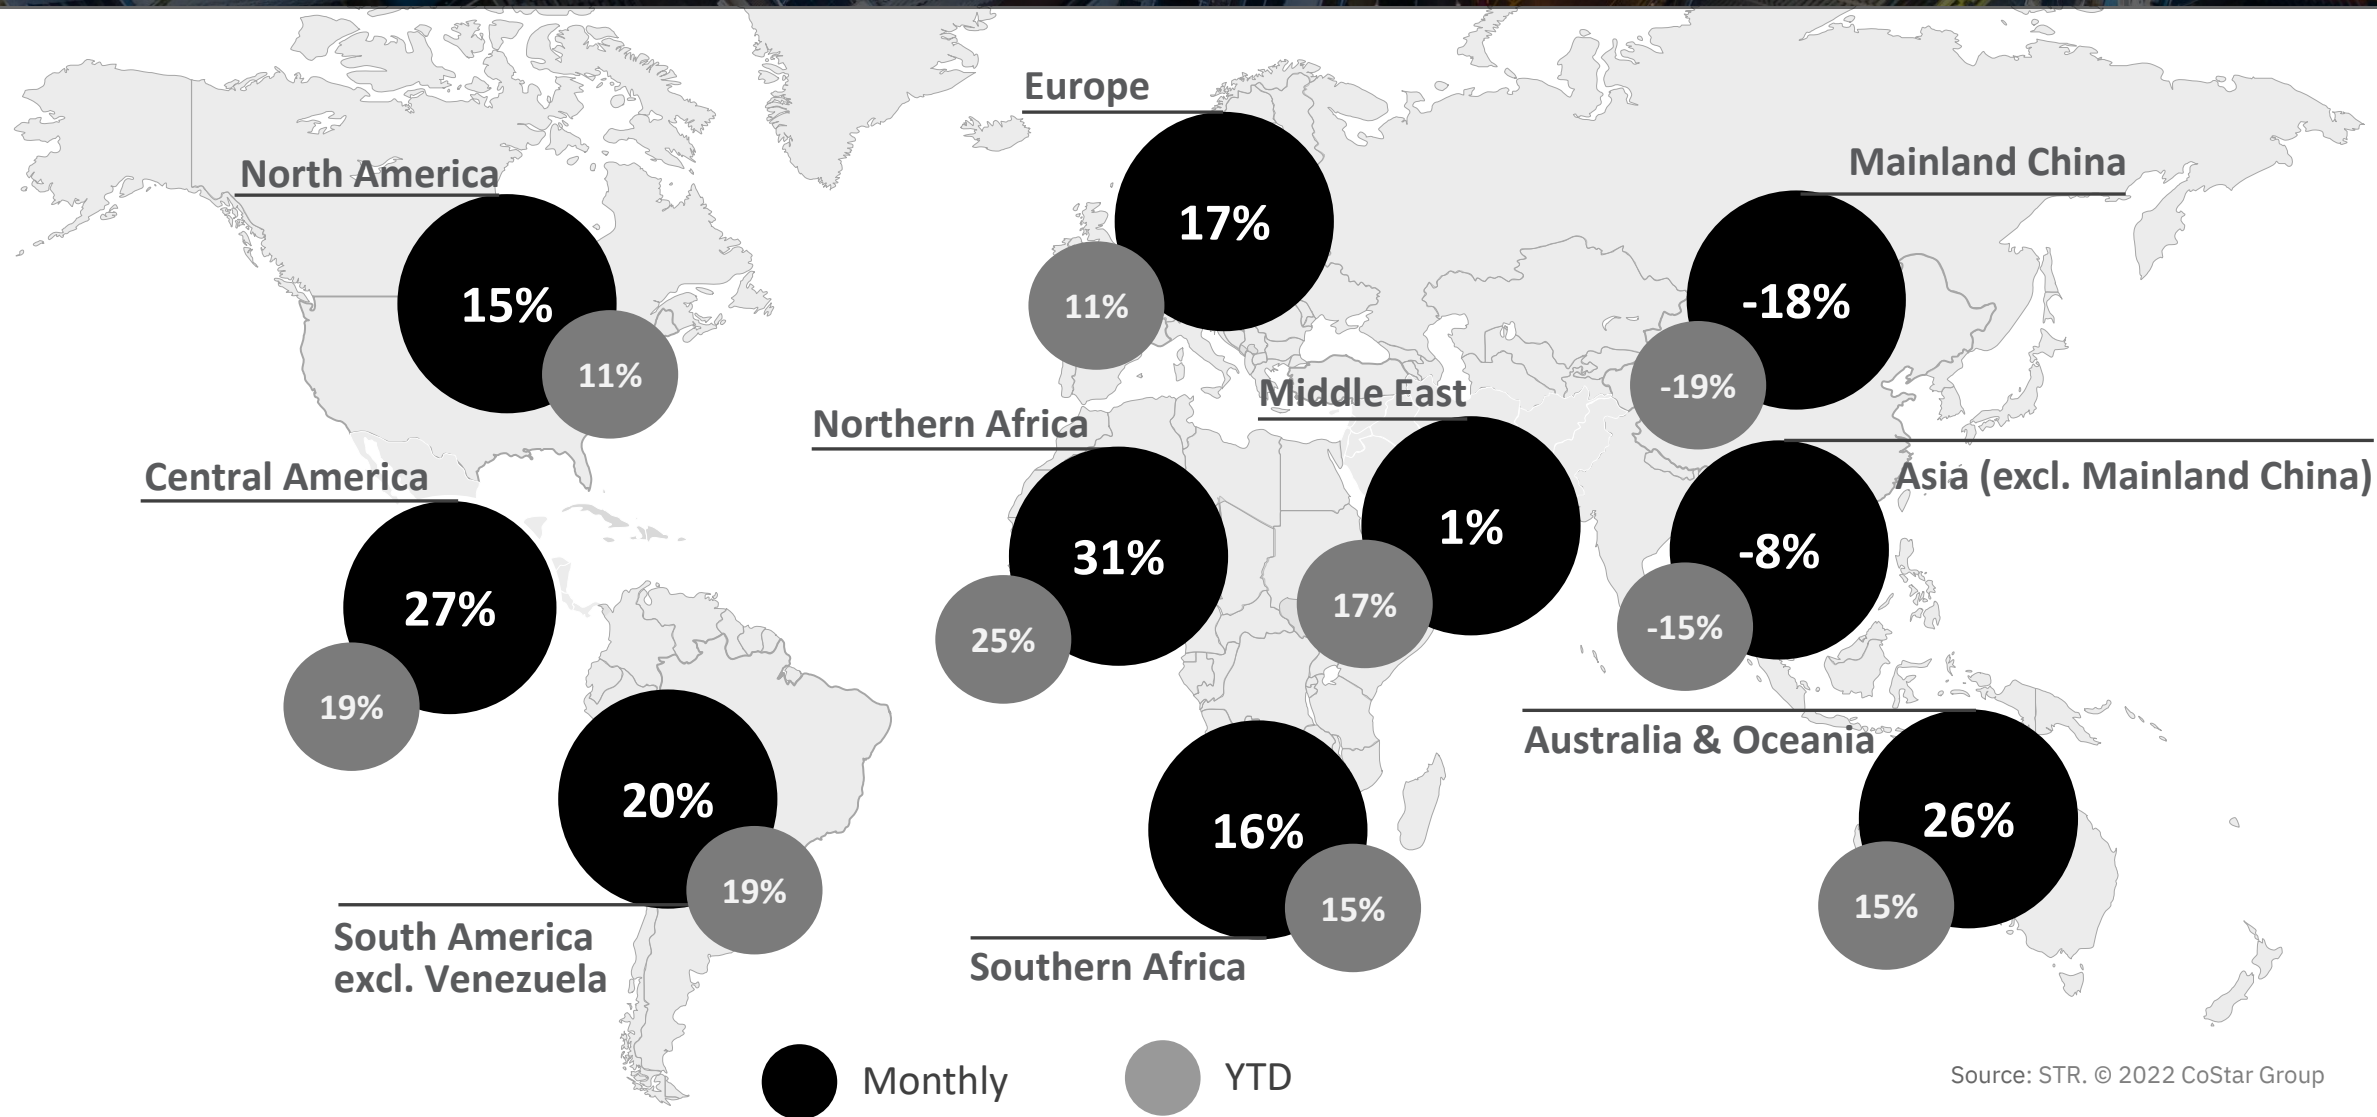 Europe
17%
11%
North America
15%
11%
Mainland China
-18%
-19%
Middle East
1%
17%
Northern Africa
31%
25%
Asia (excl. Mainland China)
-8%
-15%
Central America
27%
19%
Australia & Oceania
26%
15%
20%
19%
South America
excl. Venezuela
16%
15%
Southern Africa
Monthly
YTD
Source: STR. © 2022 CoStar Group